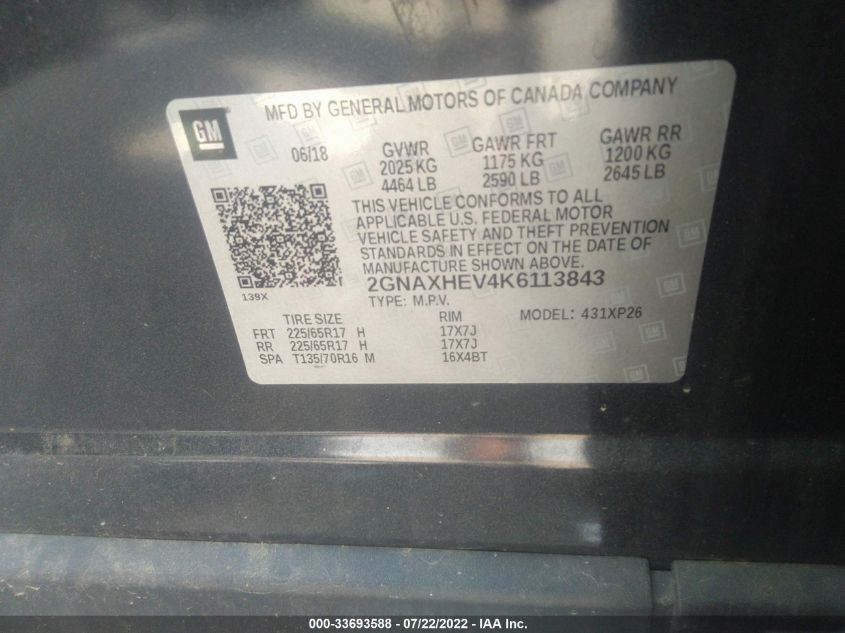 MFD BY GENERAL MOTORS OF CANADA COMPANY
GM
06/18 GVWR GAWR FRT GAWR RR
2025 KG 1175 KG 1200 KG
4464 LB 2590 LB 2645 LB
THIS VEHICLE CONFORMS TO ALL
APPLICABLE U.S. FEDERAL MOTOR
VEHICLE SAFETY AND THEFT PREVENTION
STANDARDS IN EFFECT ON THE DATE OF
MANUFACTURE SHOWN ABOVE.
2GNAXHEV4K6113843
139X
TYPE: M.P.V.
TIRE SIZE RIM MODEL: 431XP26
FRT 225/65R17 H 17X7J
RR 225/65R17 H 17X7J
SPA T135/70R16 M 16X4BT
000-33693588 - 07/22/2022 - IAA Inc.